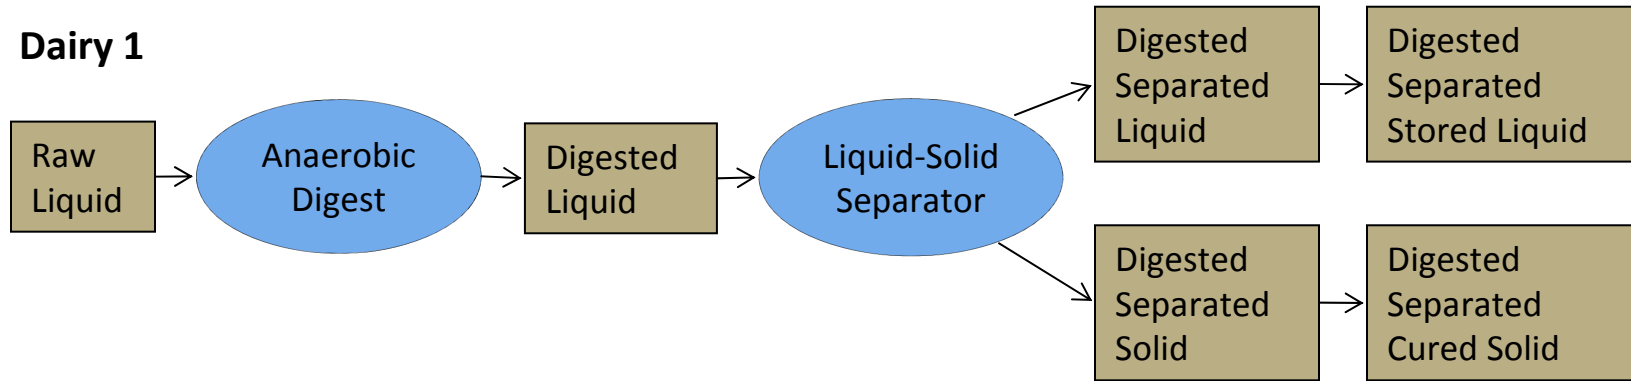 Dairy 1
Raw
Liquid
Anaerobic
Digest
Digested
Liquid
Liquid-Solid
Separator
Digested
Separated
Liquid
Digested
Separated
Stored Liquid
Digested
Separated
Solid
Digested
Separated
Cured Solid